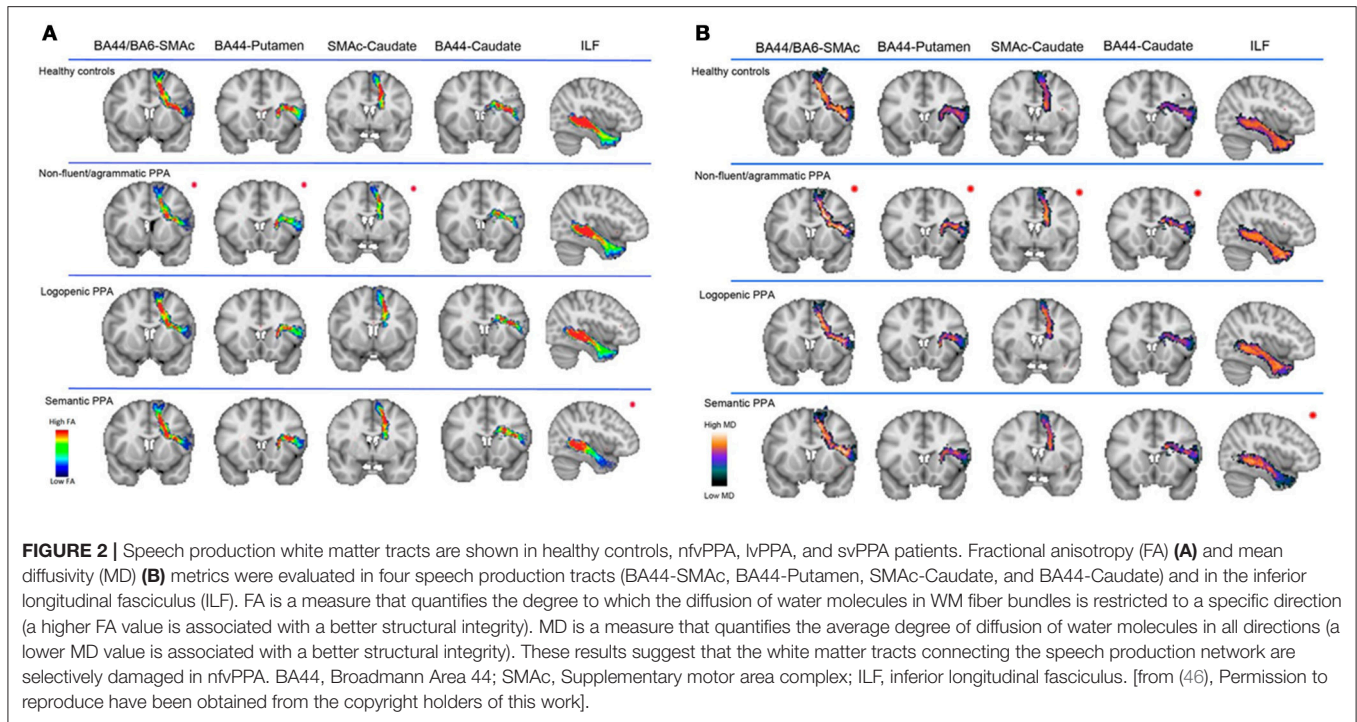 A
BA44/BA6-SMAc BA44-Putamen SMAc-Caudate BA44-Caudate ILF
Healthy controls
Non-fluent/agrammatic PPA
Logopenic PPA
Semantic PPA
High FA
Low FA
B
BA44/BA6-SMAc BA44-Putamen SMAc-Caudate BA44-Caudate ILF
Healthy controls
Non-fluent/agrammatic PPA
Logopenic PPA
Semantic PPA
High MD
Low MD
FIGURE 2 | Speech production white matter tracts are shown in healthy controls, nfvPPA, lvPPA, and svPPA patients. Fractional anisotropy (FA) (A) and mean
diffusivity (MD) (B) metrics were evaluated in four speech production tracts (BA44-SMAc, BA44-Putamen, SMAc-Caudate, and BA44-Caudate) and in the inferior
longitudinal fasciculus (ILF). FA is a measure that quantifies the degree to which the diffusion of water molecules in WM fiber bundles is restricted to a specific direction
(a higher FA value is associated with a better structural integrity). MD is a measure that quantifies the average degree of diffusion of water molecules in all directions (a
lower MD value is associated with a better structural integrity). These results suggest that the white matter tracts connecting the speech production network are
selectively damaged in nfvPPA. BA44, Broadmann Area 44; SMAc, Supplementary motor area complex; ILF, inferior longitudinal fasciculus. [from (46), Permission to
reproduce have been obtained from the copyright holders of this work].